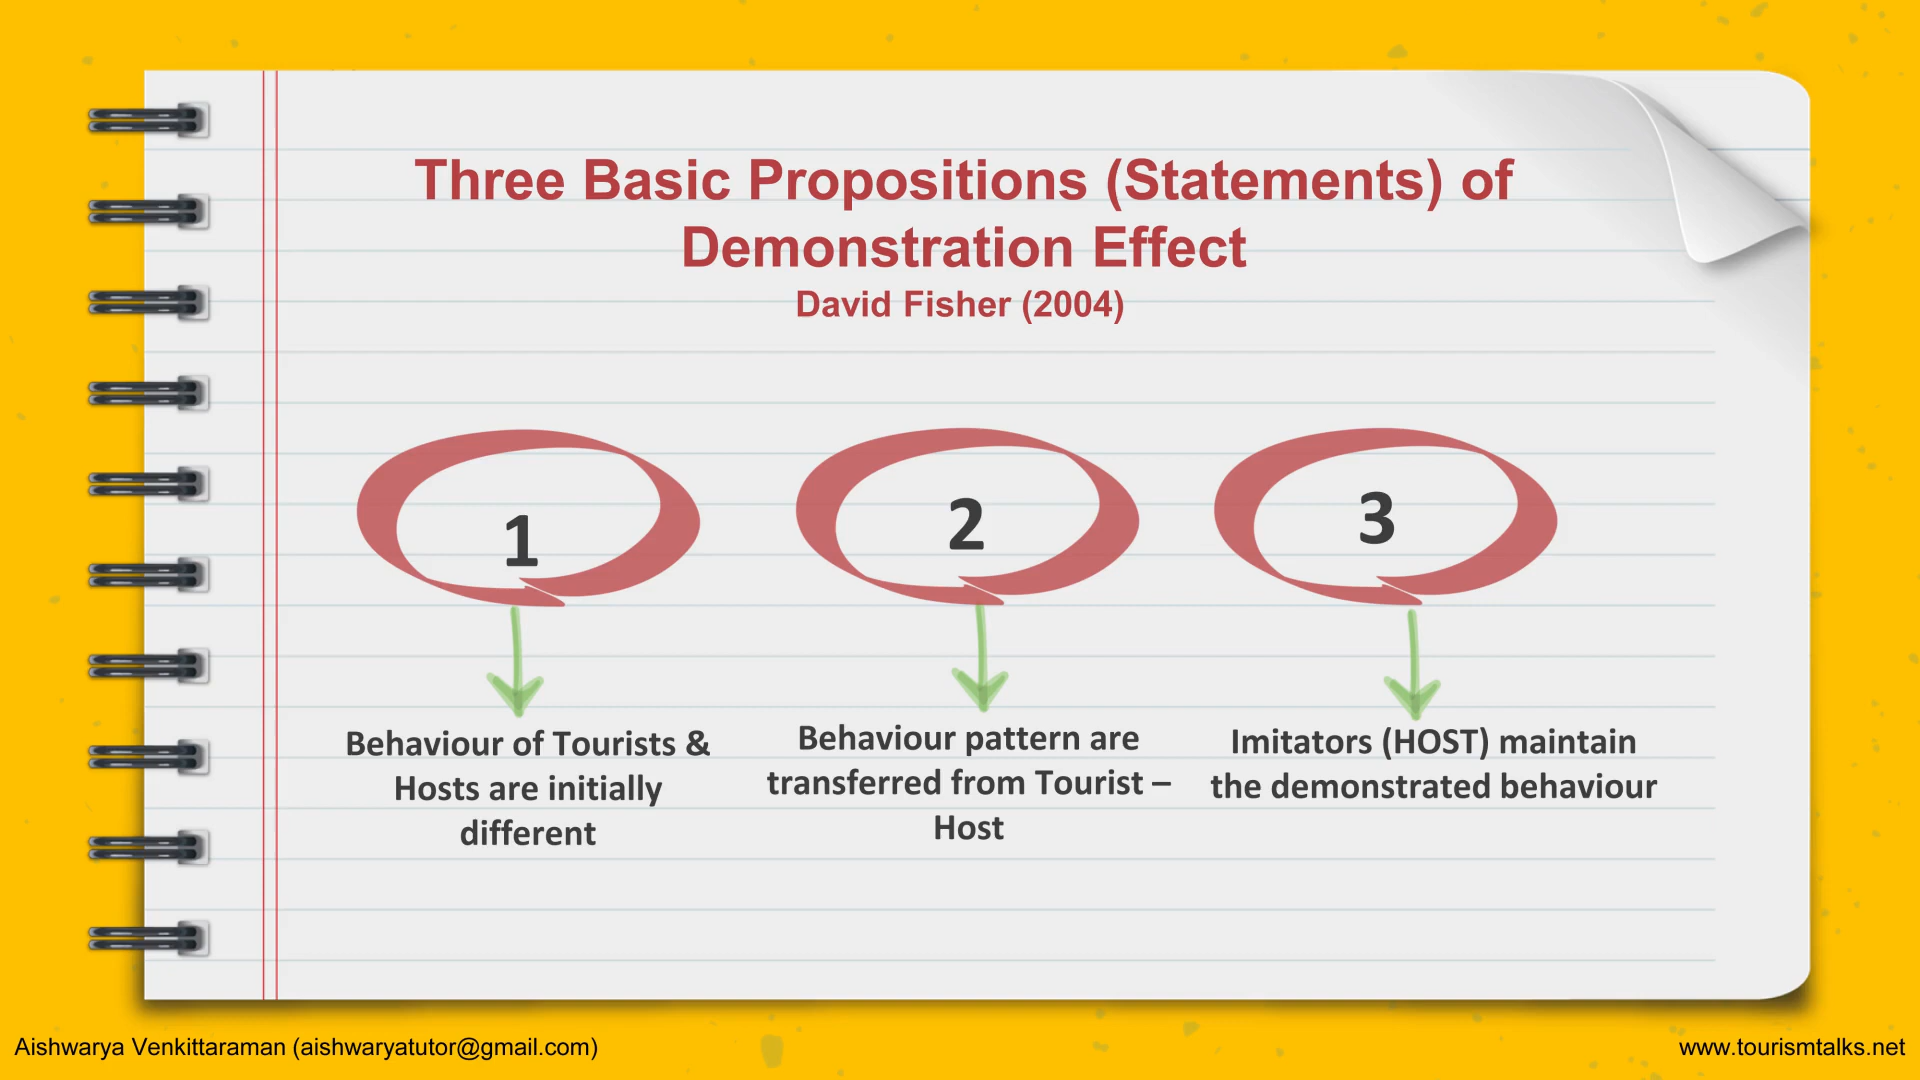 Three Basic Propositions (Statements) of
Demonstration Effect
David Fisher (2004)
1
2
3
Behaviour of Tourists &
Hosts are initially
different
Behaviour pattern are
transferred from Tourist –
Host
Imitators (HOST) maintain
the demonstrated behaviour
Aishwarya Venkittaraman (aishwaryatutor@gmail.com)
www.tourismtalks.net